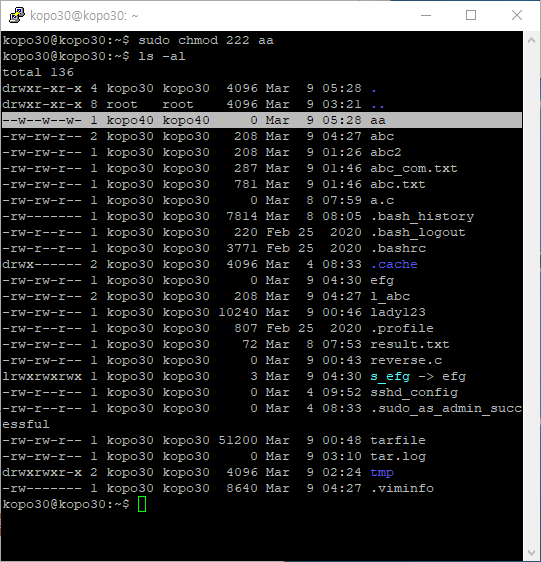 kopo30@kopo30: ~
kopo30@kopo30:~$ sudo chmod 222 aa
kopo30@kopo30:~$ ls -al
total 136
drwxr-xr-x 4 kopo30 kopo30  4096 Mar  9 05:28 .
drwxr-xr-x 8 root   root    4096 Mar  9 03:21 ..
--w--w--w- 1 kopo40 kopo40     0 Mar  9 05:28 aa
-rw-rw-r-- 2 kopo30 kopo30   208 Mar  9 04:27 abc
-rw-rw-r-- 1 kopo30 kopo30   208 Mar  9 01:26 abc2
-rw-rw-r-- 1 kopo30 kopo30   287 Mar  9 01:46 abc_com.txt
-rw-rw-r-- 1 kopo30 kopo30   781 Mar  9 01:46 abc.txt
-rw-rw-r-- 1 kopo30 kopo30     0 Mar  8 07:59 a.c
-rw------- 1 kopo30 kopo30  7814 Mar  8 08:05 .bash_history
-rw-r--r-- 1 kopo30 kopo30   220 Feb 25  2020 .bash_logout
-rw-r--r-- 1 kopo30 kopo30  3771 Feb 25  2020 .bashrc
drwx------ 2 kopo30 kopo30  4096 Mar  4 08:33 .cache
-rw-rw-r-- 1 kopo30 kopo30     0 Mar  9 04:30 efg
-rw-rw-r-- 2 kopo30 kopo30   208 Mar  9 04:27 l_abc
-rw-rw-r-- 1 kopo30 kopo30 10240 Mar  9 00:46 lady123
-rw-r--r-- 1 kopo30 kopo30   807 Feb 25  2020 .profile
-rw-rw-r-- 1 kopo30 kopo30    72 Mar  8 07:53 result.txt
-rw-rw-r-- 1 kopo30 kopo30     0 Mar  9 00:43 reverse.c
lrwxrwxrwx 1 kopo30 kopo30     3 Mar  9 04:30 s_efg -> efg
-rw-r--r-- 1 kopo30 kopo30     0 Mar  4 09:52 sshd_config
-rw-r--r-- 1 kopo30 kopo30     0 Mar  4 08:33 .sudo_as_admin_succ
essful
-rw-rw-r-- 1 kopo30 kopo30 51200 Mar  9 00:48 tarfile
-rw-rw-r-- 1 kopo30 kopo30     0 Mar  9 03:10 tar.log
drwxrwxr-x 2 kopo30 kopo30  4096 Mar  9 02:24 tmp
-rw------- 1 kopo30 kopo30  8640 Mar  9 04:27 .viminfo
kopo30@kopo30:~$